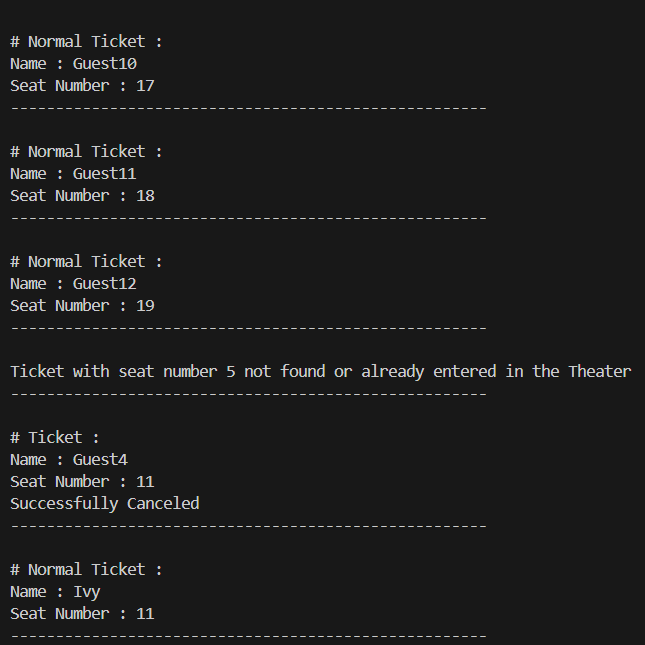 # Normal Ticket :
Name : Guest10
Seat Number : 17
-----------------------------------------------------
# Normal Ticket :
Name : Guest11
Seat Number : 18
-----------------------------------------------------
# Normal Ticket :
Name : Guest12
Seat Number : 19
-----------------------------------------------------
Ticket with seat number 5 not found or already entered in the Theater
-----------------------------------------------------
# Ticket :
Name : Guest4
Seat Number : 11
Successfully Canceled
-----------------------------------------------------
# Normal Ticket :
Name : Ivy
Seat Number : 11
-----------------------------------------------------